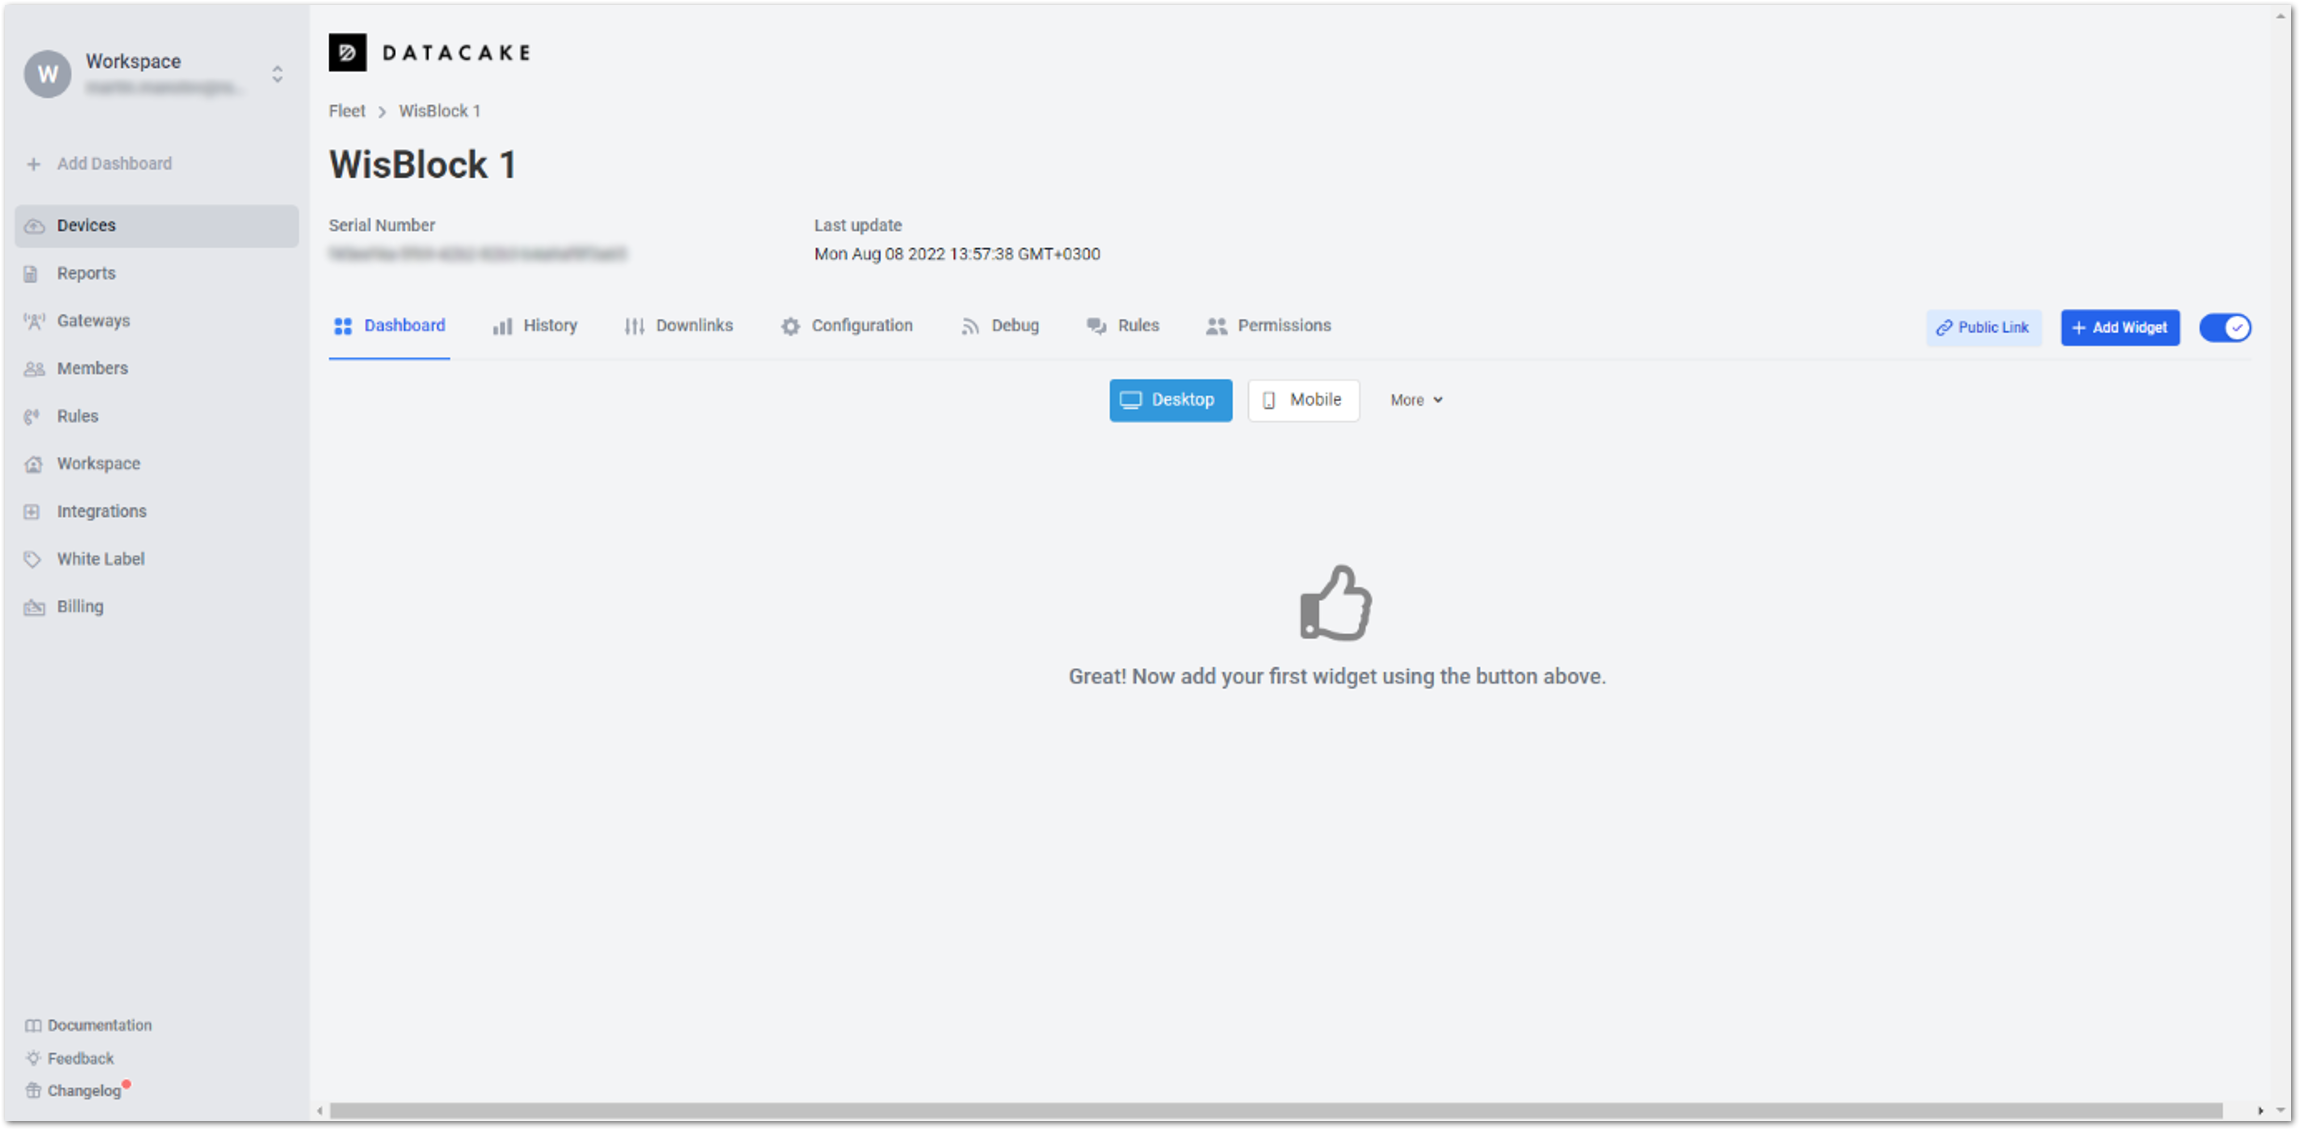 W
Workspace
Add Dashboard
Devices
Reports
Gateways
Members
Rules
Workspace
Integrations
White Label
Billing
Documentation
Feedback
Changelog
DATACAKE
Fleet > WisBlock 1
WisBlock 1
Serial Number
Last update
Mon Aug 08 2022 13:57:38 GMT+0300
Dashboard History Downlinks Configuration Debug Rules Permissions Public Link + Add Widget
Desktop Mobile More
Great! Now add your first widget using the button above.